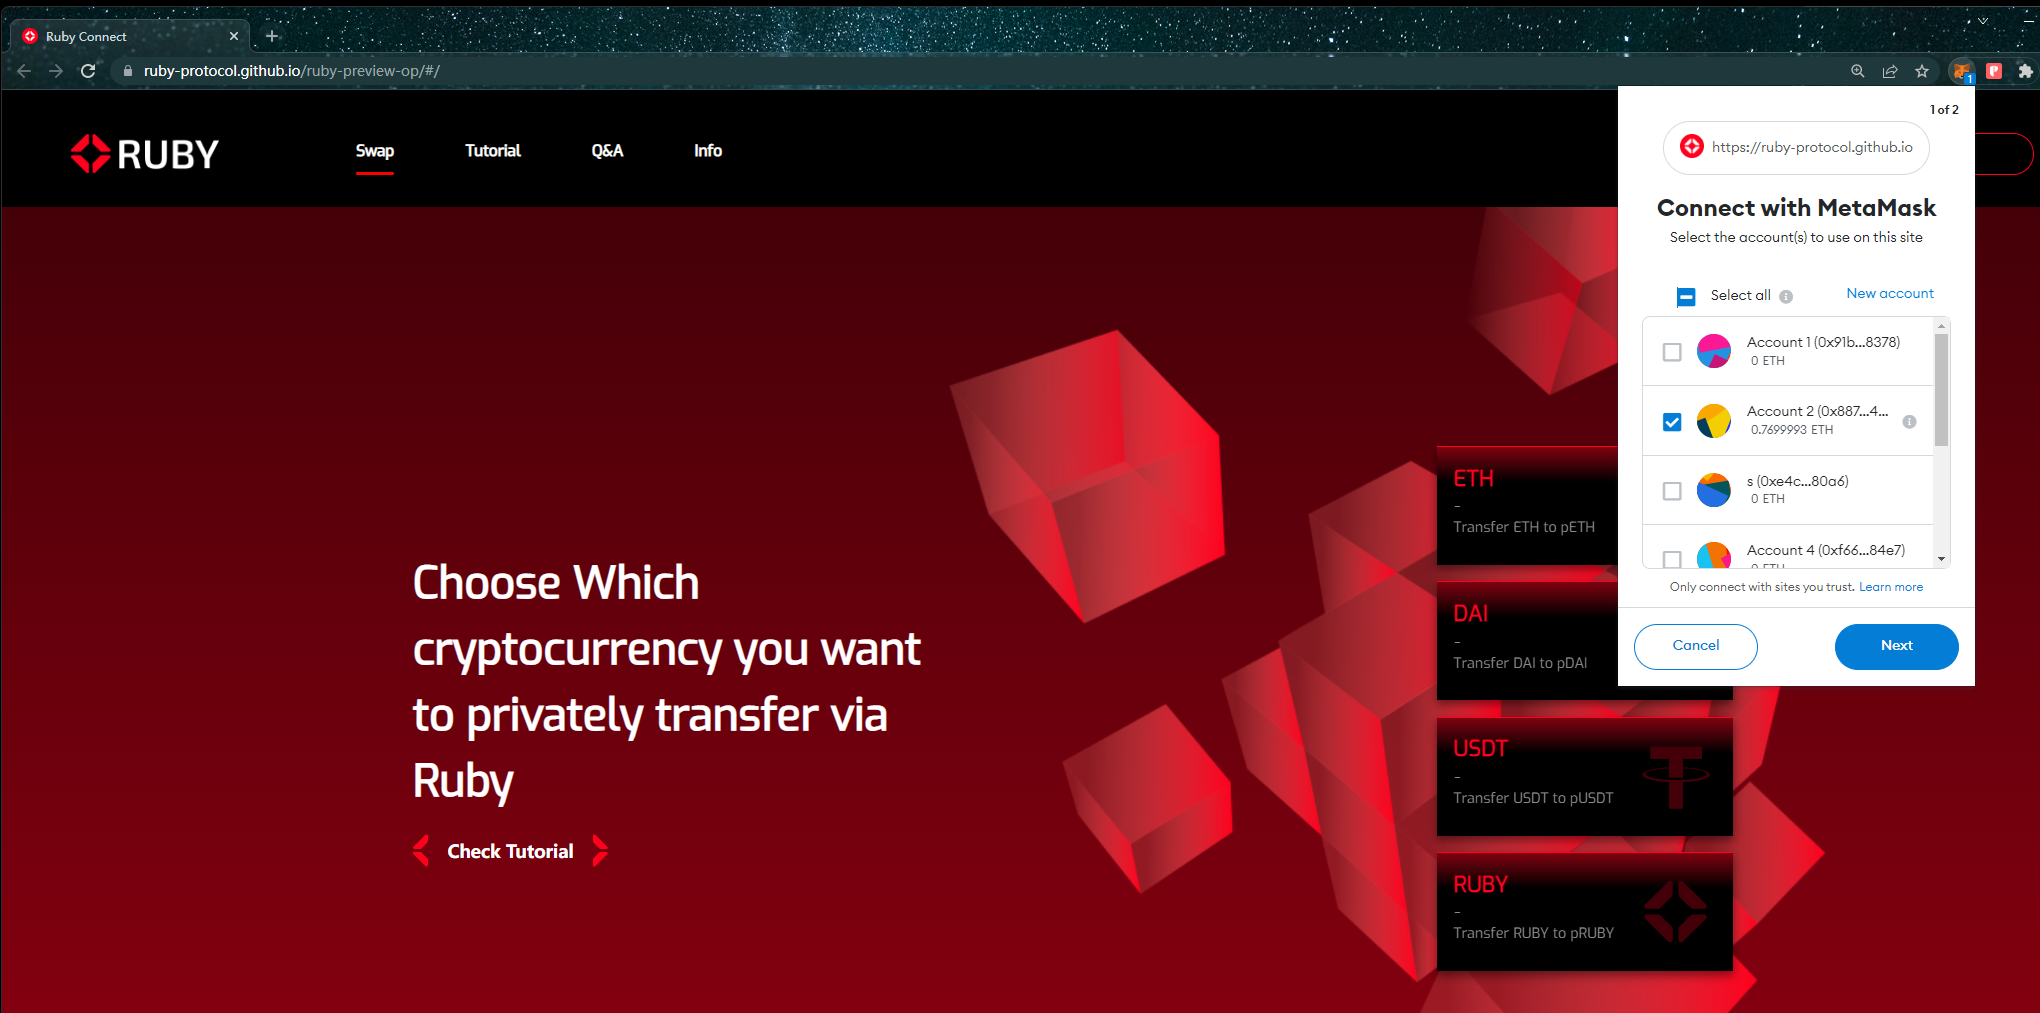 Ruby Connect
ruby-protocol.github.io/ruby-preview-op/#/
1
RUBY
Swap
Tutorial
Q&A
Info
Choose Which
cryptocurrency you want
to privately transfer via
Ruby
Check Tutorial
ETH
-
Transfer ETH to pETH
DAI
-
Transfer DAI to pDAI
USDT
-
Transfer USDT to pUSDT
RUBY
-
Transfer RUBY to pRUBY
1 of 2
https://ruby-protocol.github.io
Connect with MetaMask
Select the account(s) to use on this site
Select all
New account
Account 1 (0x91b...8378)
0 ETH
Account 2 (0x887...4...
0.7699993 ETH
s (0xe4c...80a6)
0 ETH
Account 4 (0xf66...84e7)
0 ETH
Only connect with sites you trust. Learn more
Cancel
Next